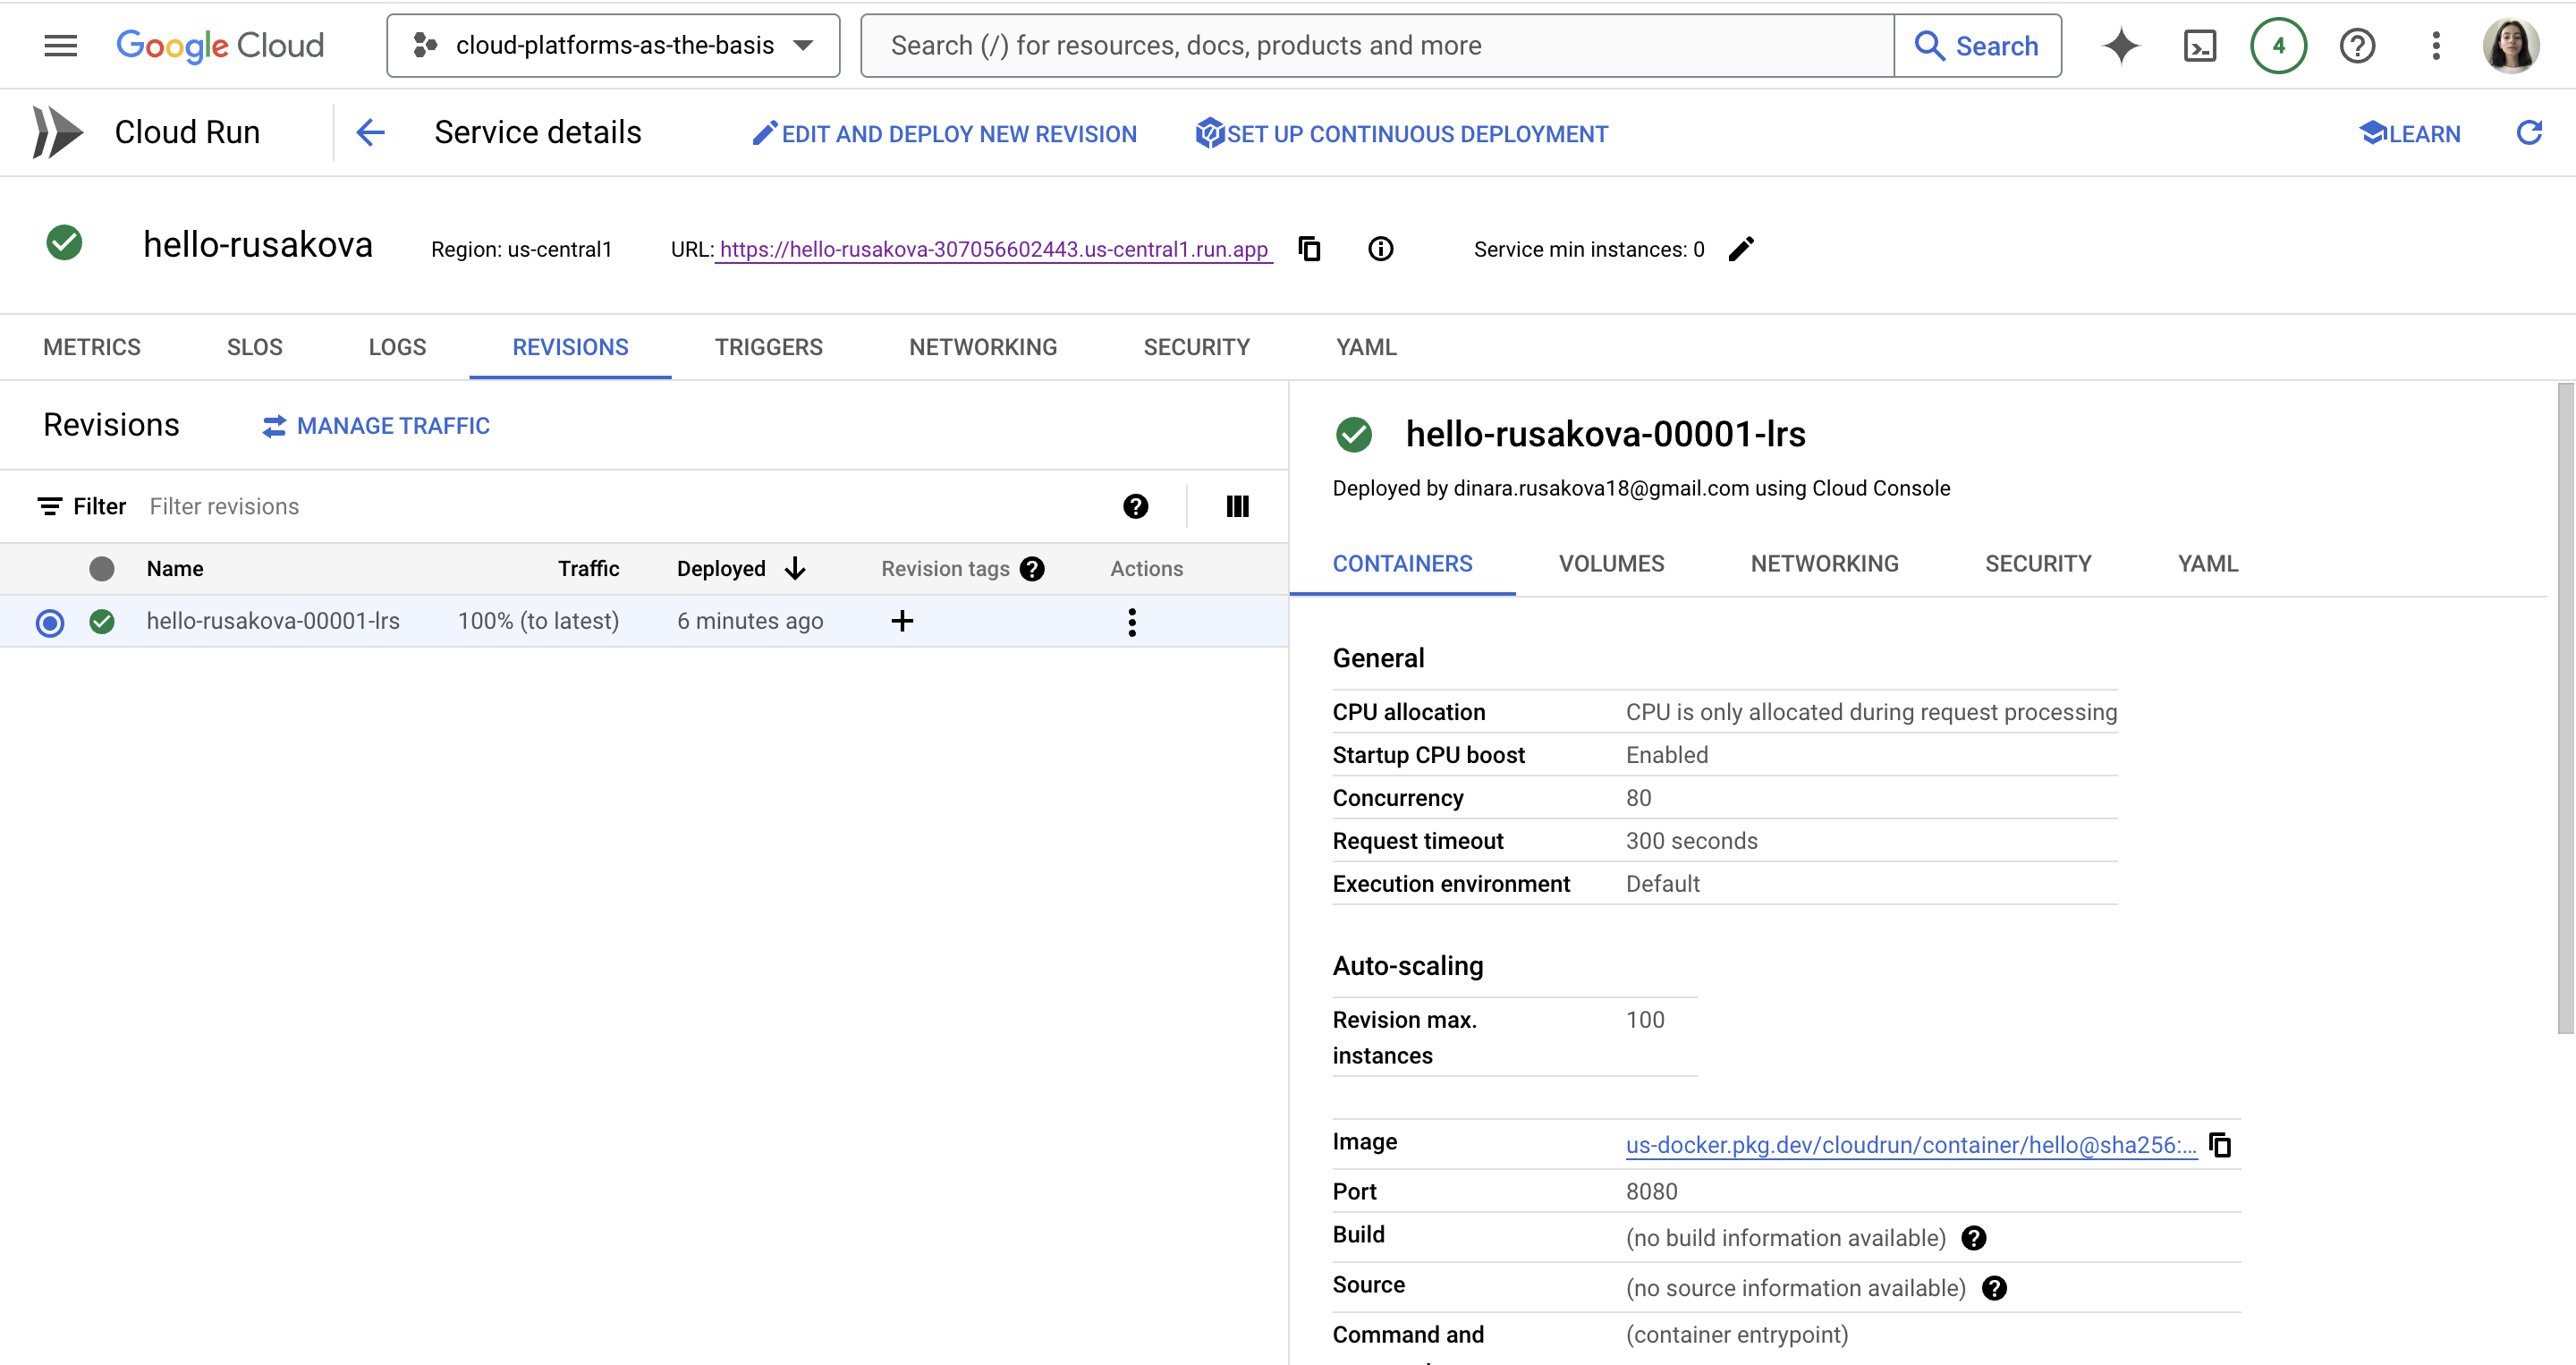 Google Cloud
cloud-platforms-as-the-basis
Search (/) for resources, docs, products and more
Search
4
Cloud Run
Service details
EDIT AND DEPLOY NEW REVISION
SET UP CONTINUOUS DEPLOYMENT
LEARN
hello-rusakova
Region: us-central1
URL: https://hello-rusakova-307056602443.us-central1.run.app
Service min instances: 0
METRICS
SLOS
LOGS
REVISIONS
TRIGGERS
NETWORKING
SECURITY
YAML
Revisions
MANAGE TRAFFIC
Filter Filter revisions
Name Traffic Deployed Revision tags Actions
hello-rusakova-00001-lrs 100% (to latest) 6 minutes ago
hello-rusakova-00001-lrs
Deployed by dinara.rusakova18@gmail.com using Cloud Console
CONTAINERS
VOLUMES
NETWORKING
SECURITY
YAML
General
CPU allocation CPU is only allocated during request processing
Startup CPU boost Enabled
Concurrency 80
Request timeout 300 seconds
Execution environment Default
Auto-scaling
Revision max. 100
instances
Image us-docker.pkg.dev/cloudrun/container/hello@sha256:...
Port 8080
Build (no build information available)
Source (no source information available)
Command and (container entrypoint)